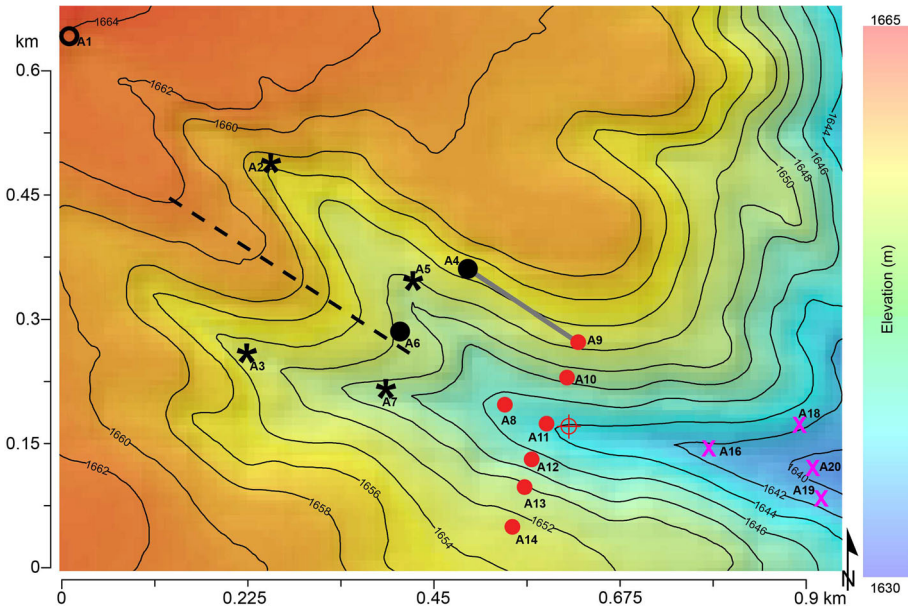 1664
1665
km
A1
0.6
1662
1660
1644
1646
1648
1650
A2
0.45
A5
A4
Elevation (m)
0.3
A6
A9
A3
A10
A7
A8
A18
A11
0.15
A16
A12
A20
1660
1640
A19
1662
1656
A13
1642
1658
1652
1644
1654
A14
1646
0
N
1630
0
0.225
0.45
0.675
0.9 km